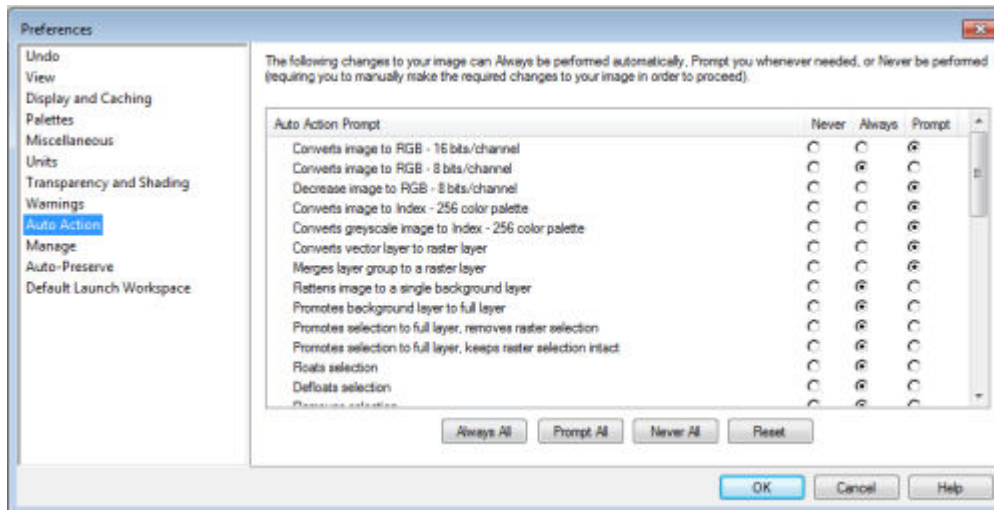 Preferences
Undo
View
Display and Caching
Palettes
Miscellaneous
Units
Transparency and Shading
Warnings
Auto Action
Manage
Auto-Preserve
Default Launch Workspace
The following changes to your image can Always be performed automatically, Prompt you whenever needed, or Never be performed
(requiring you to manually make the required changes to your image in order to proceed).
Auto Action Prompt Never Always Prompt
Converts image to RGB - 16 bits/channel
Converts image to RGB - 8 bits/channel
Decrease image to RGB - 8 bits/channel
Converts image to Index - 256 color palette
Converts greyscale image to Index - 256 color palette
Converts vector layer to raster layer
Merges layer group to a raster layer
Flattens image to a single background layer
Promotes background layer to full layer
Promotes selection to full layer, removes raster selection
Promotes selection to full layer, keeps raster selection intact
Floats selection
Defloats selection
Removes selection
Always All Prompt All Never All Reset
OK Cancel Help